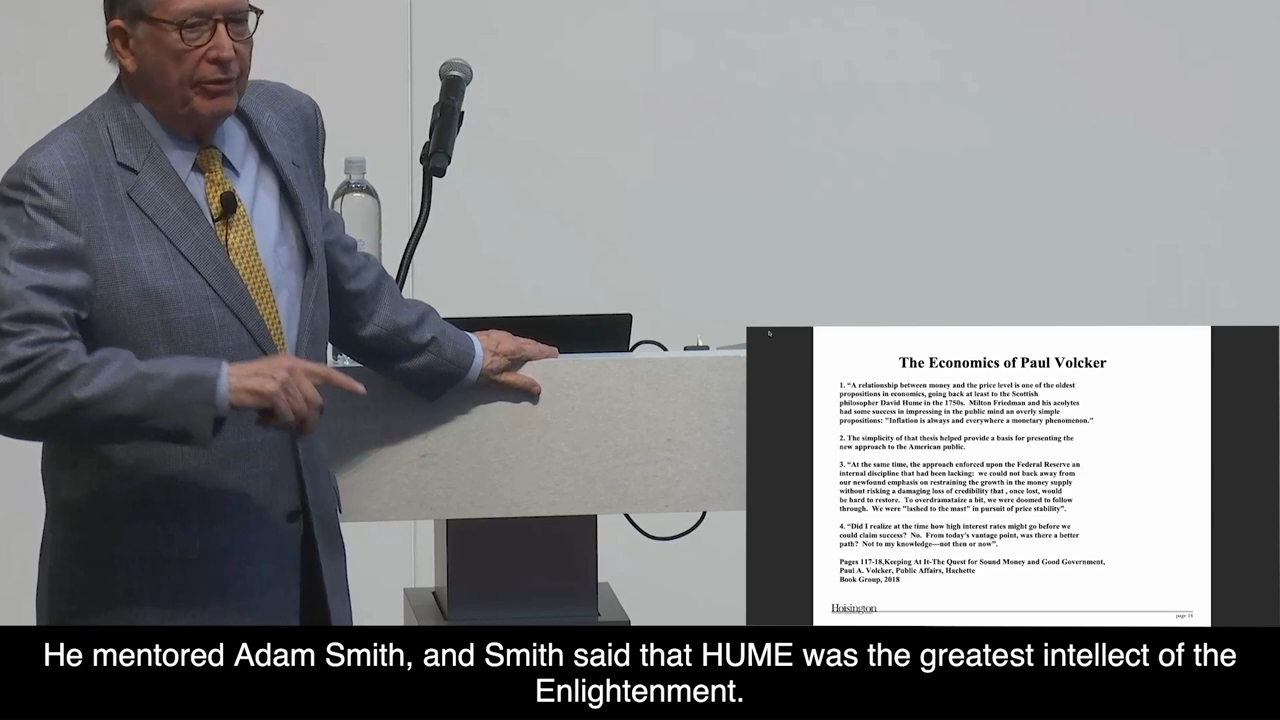 The Economics of Paul Volcker
1. “A relationship between money and the price level is one of the oldest
propositions in economics, going back at least to the Scottish
philosopher David Hume in the 1750s. Milton Friedman and his acolytes
had some success in impressing in the public mind an overly simple
propositions: "Inflation is always and everywhere a monetary phenomenon."
2. The simplicity of that thesis helped provide a basis for presenting the
new approach to the American public.
3. “At the same time, the approach enforced upon the Federal Reserve an
internal discipline that had been lacking: we could not back away from
our newfound emphasis on restraining the growth in the money supply
without risking a damaging loss of credibility that , once lost, would
be hard to restore. To overdramataize a bit, we were doomed to follow
through. We were "lashed to the mast" in pursuit of price stability”.
4. “Did I realize at the time how high interest rates might go before we
could claim success? No. From today's vantage point, was there a better
path? Not to my knowledge—not then or now”.
Pages 117-18,Keeping At It-The Quest for Sound Money and Good Government,
Paul A. Volcker, Public Affairs, Hachette
Book Group, 2018
Hoisington
page 14
He mentored Adam Smith, and Smith said that HUME was the greatest intellect of the
Enlightenment.